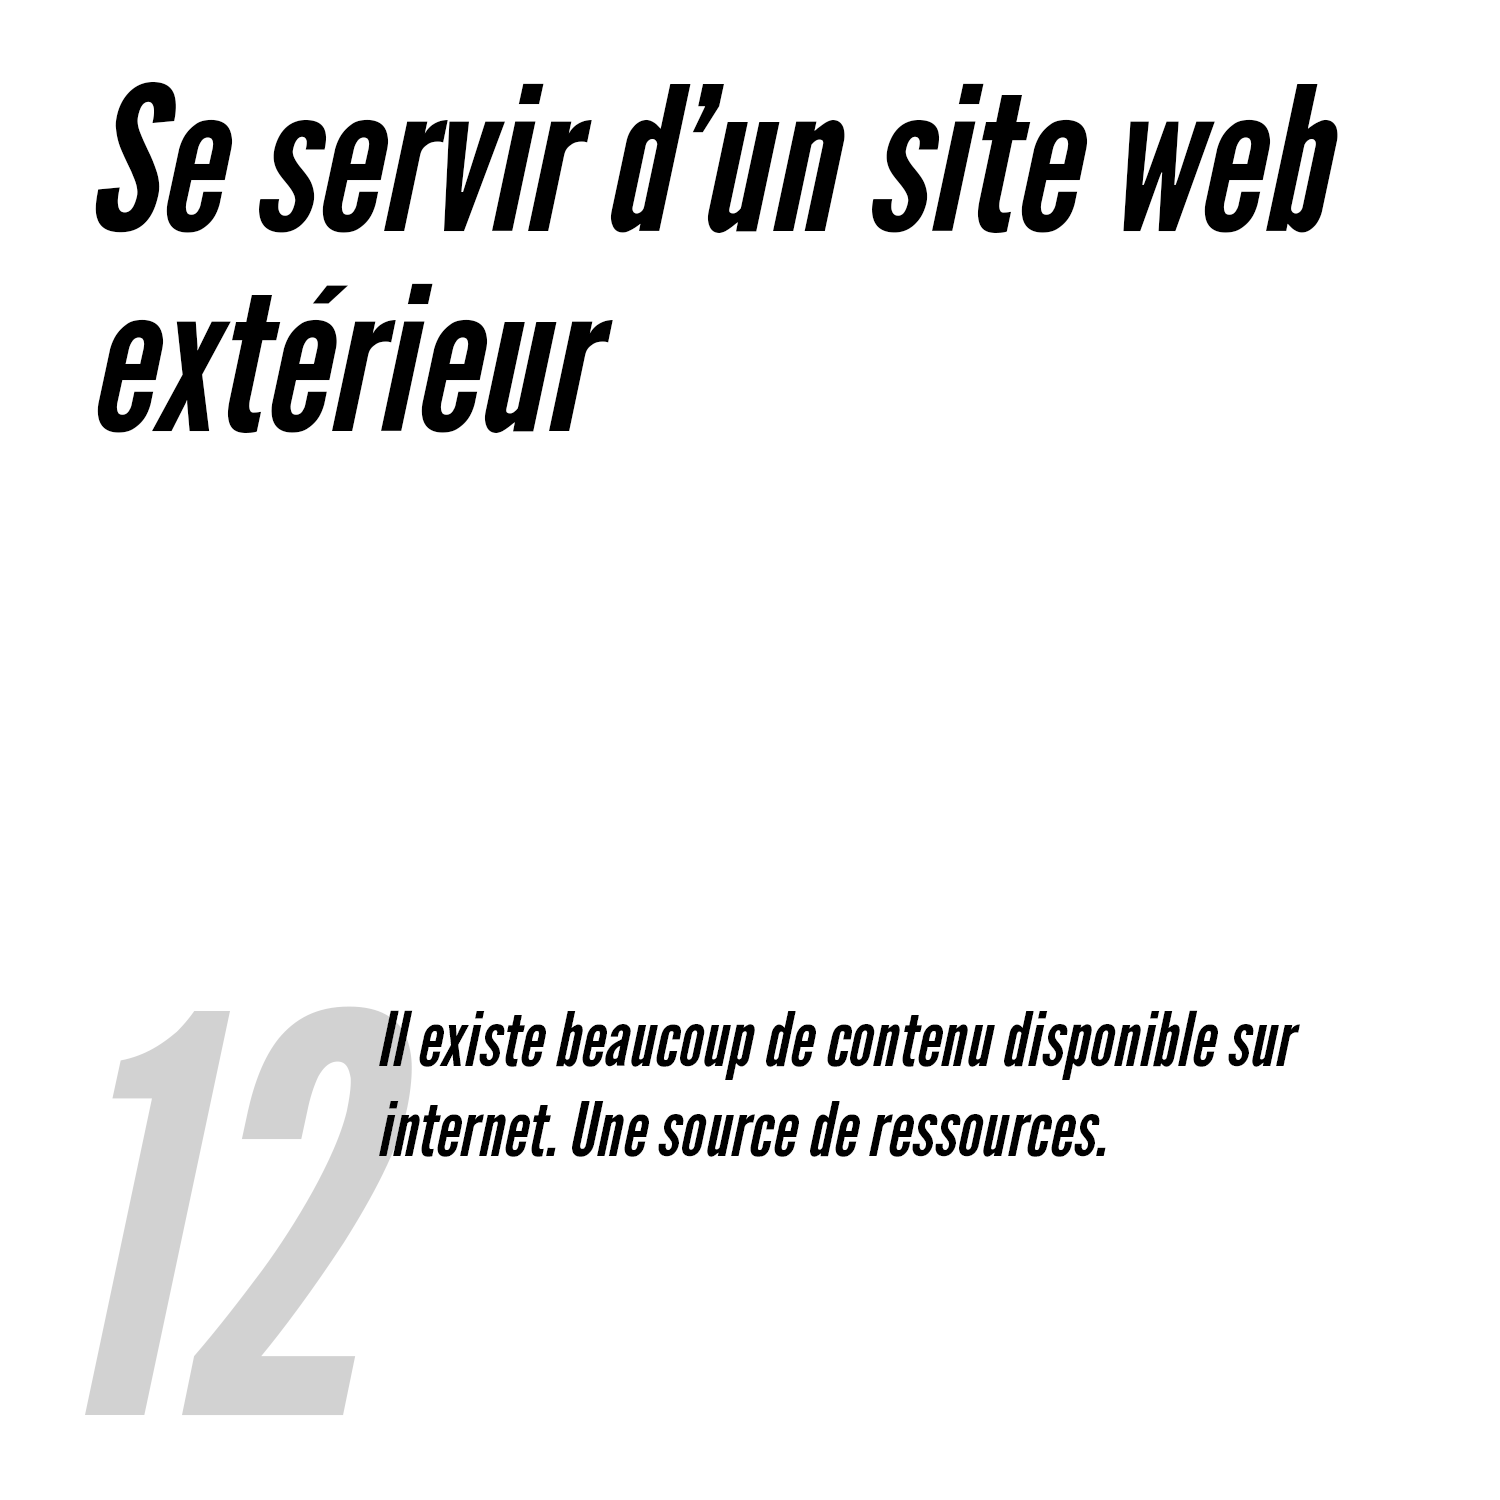 Se servir d’un site web
extérieur
12
Il existe beaucoup de contenu disponible sur
internet. Une source de ressources.